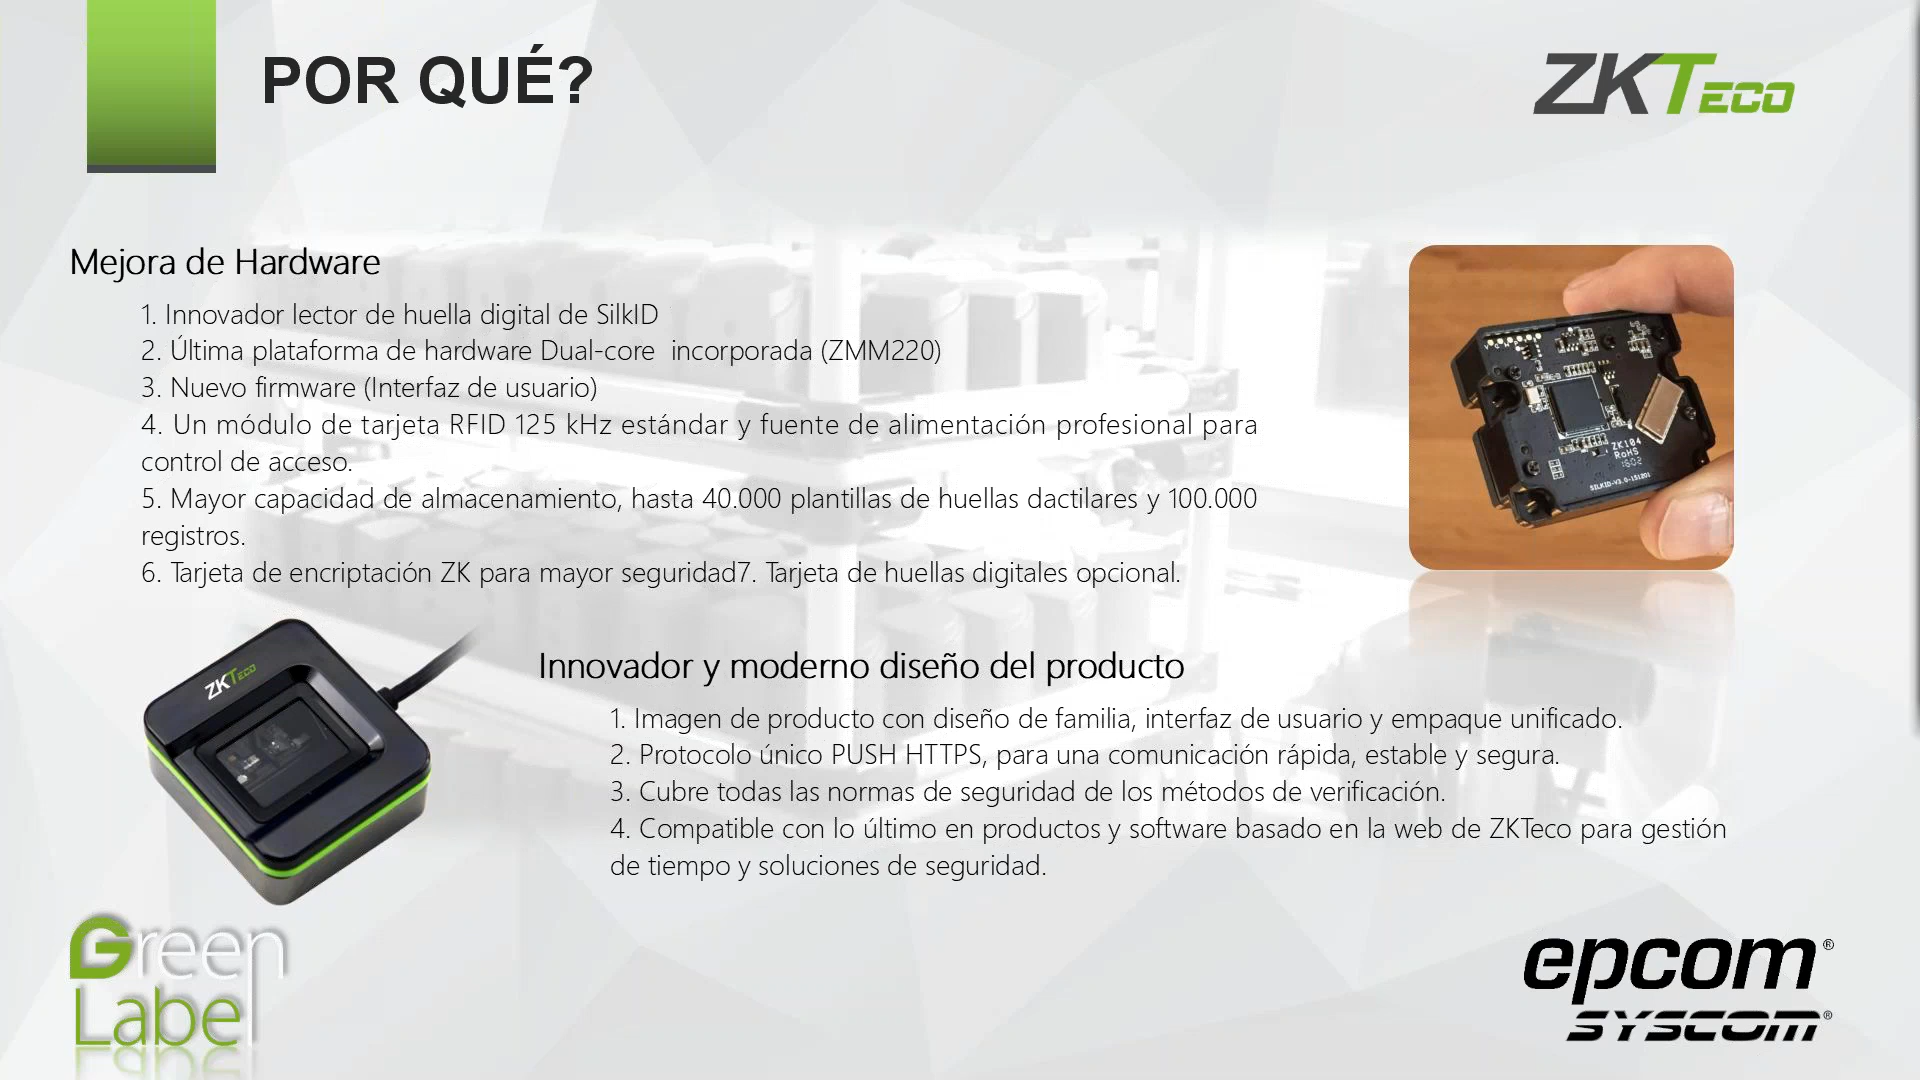 POR QUÉ?
ZKTECO
Mejora de Hardware
1. Innovador lector de huella digital de SilkID
2. Última plataforma de hardware Dual-core  incorporada (ZMM220)
3. Nuevo firmware (Interfaz de usuario)
4. Un módulo de tarjeta RFID 125 kHz estándar y fuente de alimentación profesional para
control de acceso.
5. Mayor capacidad de almacenamiento, hasta 40.000 plantillas de huellas dactilares y 100.000
registros.
6. Tarjeta de encriptación ZK para mayor seguridad7. Tarjeta de huellas digitales opcional.
ZK104
RoHS
1602
SILKID-V3.0-151201
ZKTECO
Innovador y moderno diseño del producto
1. Imagen de producto con diseño de familia, interfaz de usuario y empaque unificado.
2. Protocolo único PUSH HTTPS, para una comunicación rápida, estable y segura.
3. Cubre todas las normas de seguridad de los métodos de verificación.
4. Compatible con lo último en productos y software basado en la web de ZKTeco para gestión
de tiempo y soluciones de seguridad.
Green
Label
epcom®
SYSCOM®